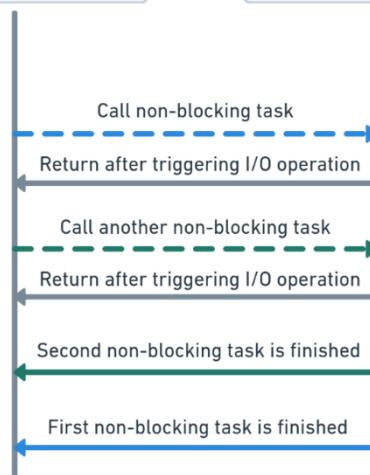 Call non-blocking task
Return after triggering I/O operation
Call another non-blocking task
Return after triggering I/O operation
Second non-blocking task is finished
First non-blocking task is finished